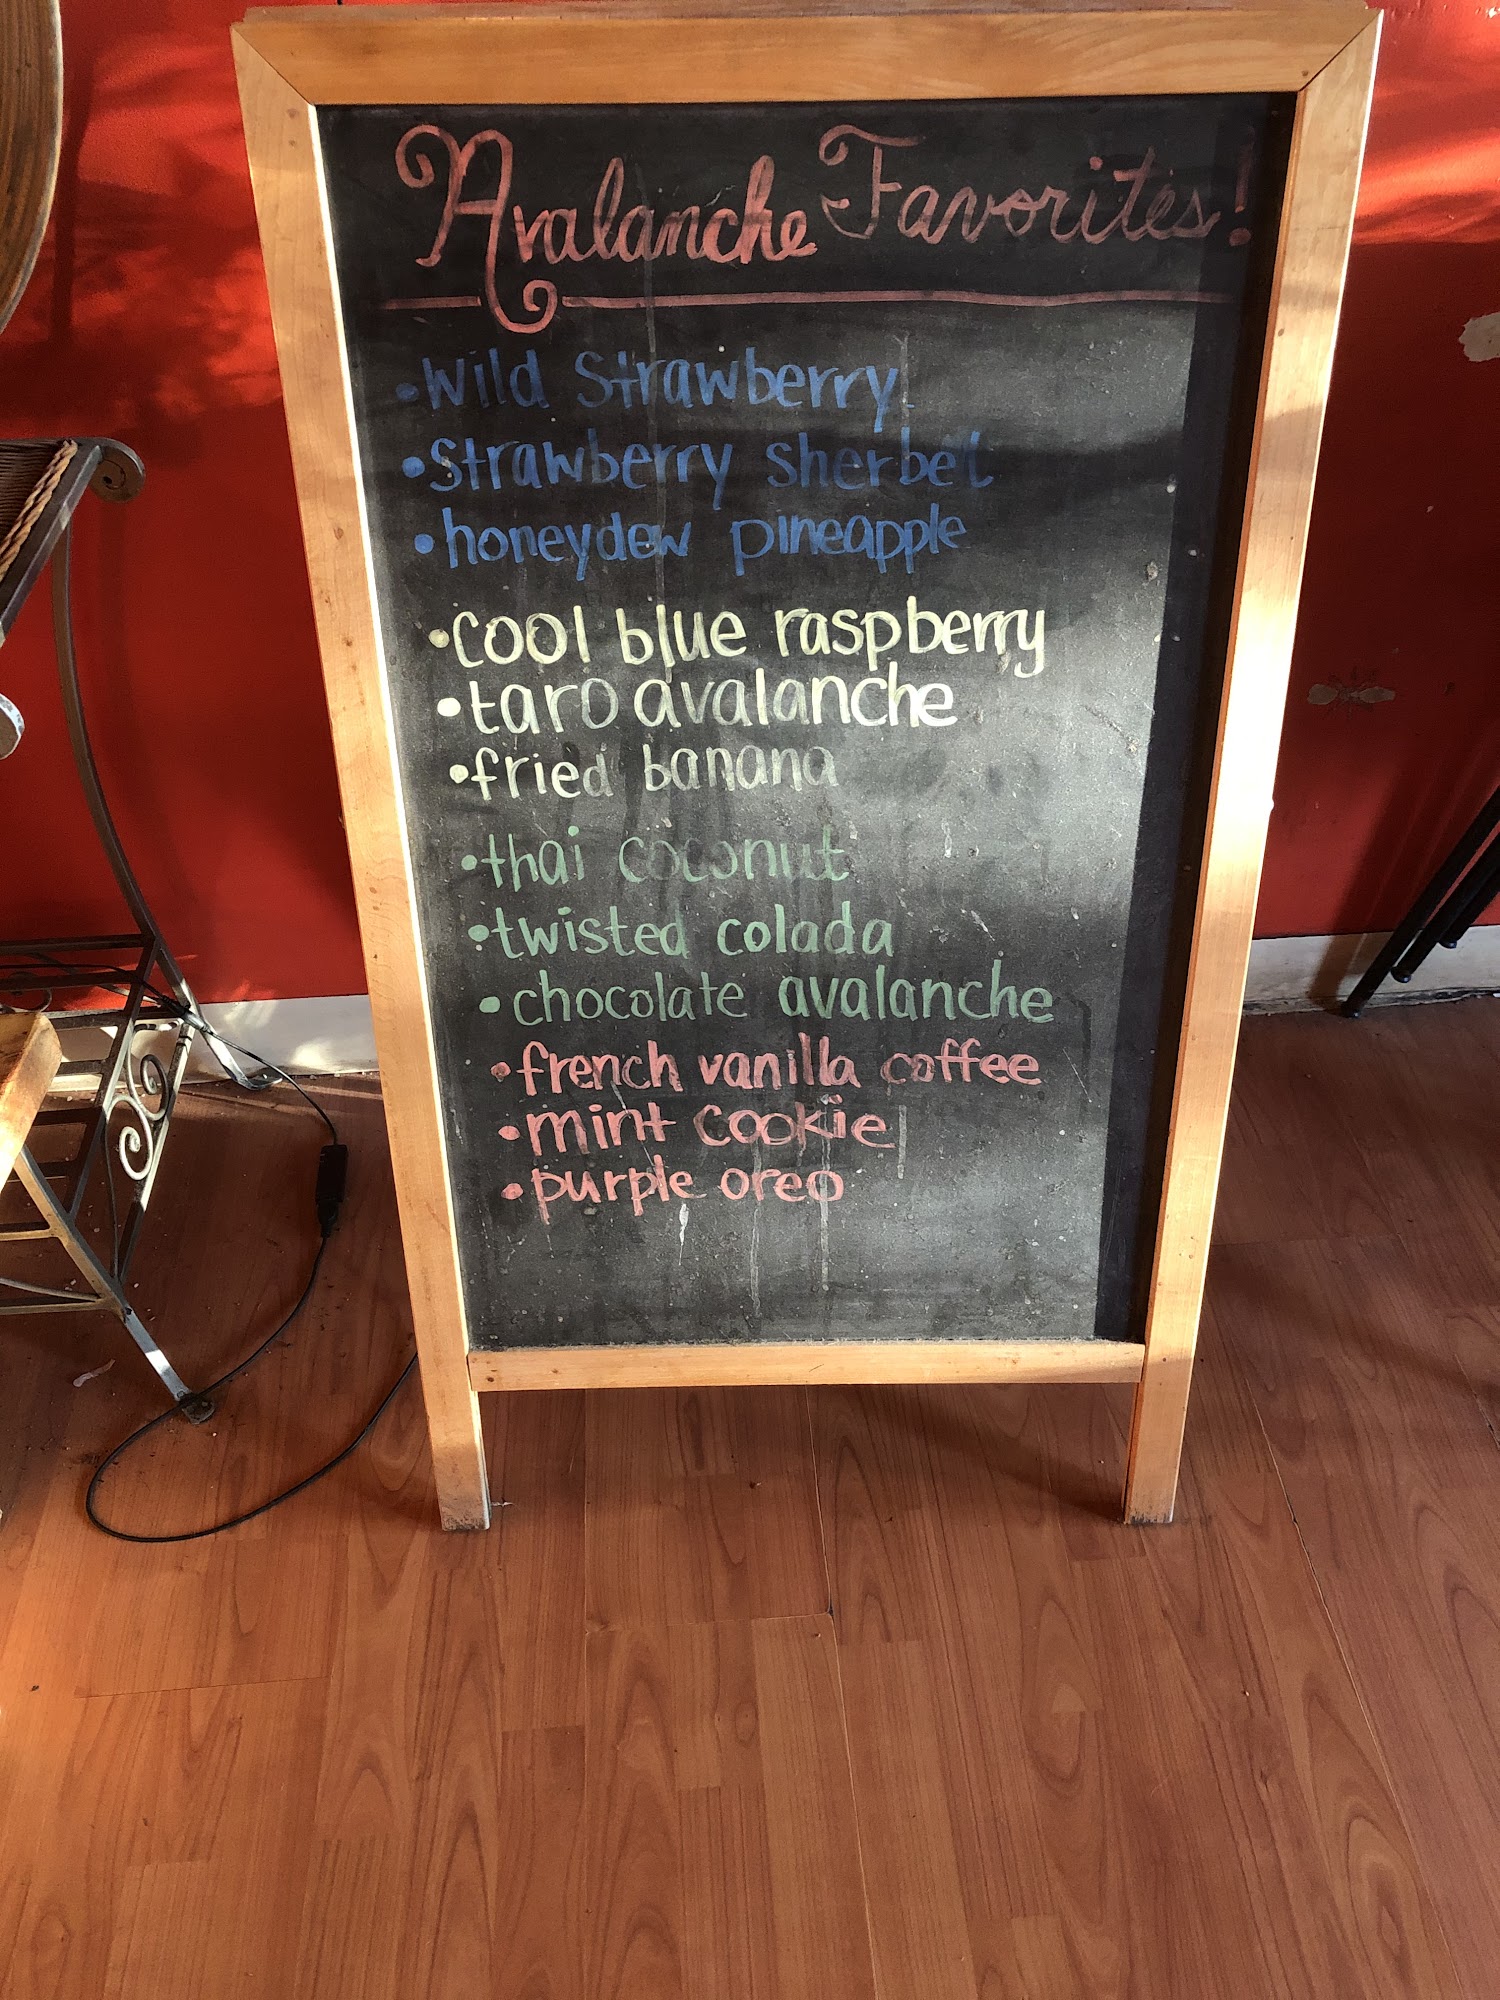 Avalanche Favorites!
• wild strawberry
• strawberry sherbet
• honeydew pineapple
• cool blue raspberry
• taro avalanche
• fried banana
• thai coconut
• twisted colada
• chocolate avalanche
• french vanilla coffee
• mint cookie
• purple oreo